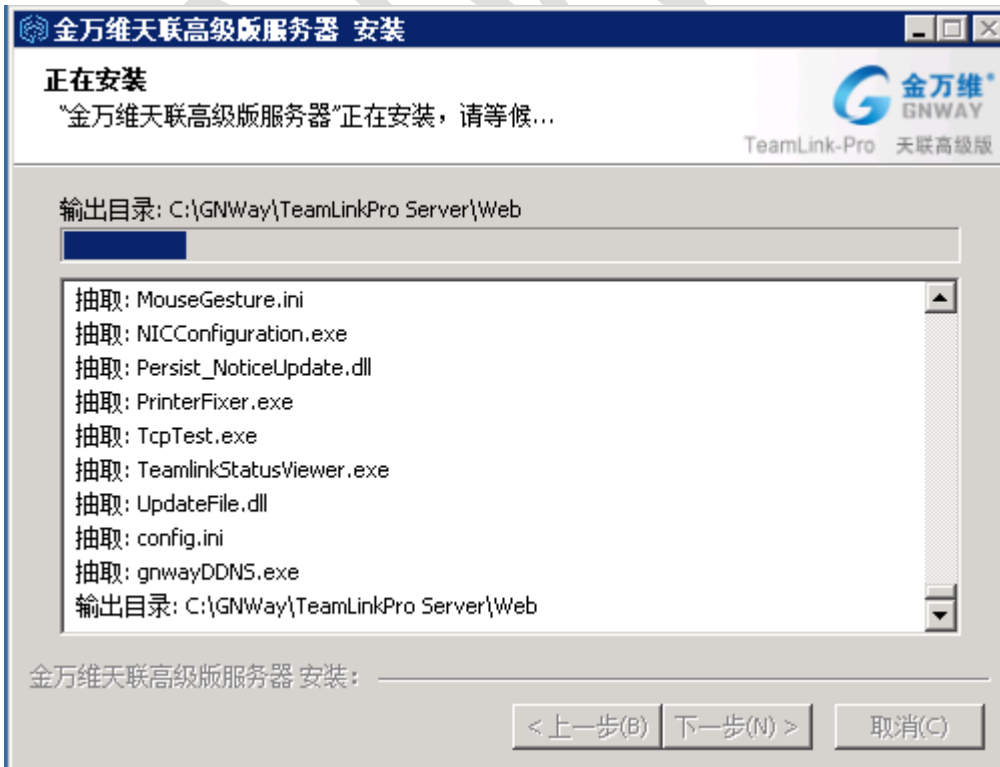 金万维天联高级版服务器 安装
正在安装
“金万维天联高级版服务器”正在安装，请等候...
金万维
GNWAY
TeamLink-Pro 天联高级版
输出目录: C:\GNWay\TeamLinkPro Server\Web
抽取: MouseGesture.ini
抽取: NICConfiguration.exe
抽取: Persist_NoticeUpdate.dll
抽取: PrinterFixer.exe
抽取: TcpTest.exe
抽取: TeamlinkStatusViewer.exe
抽取: UpdateFile.dll
抽取: config.ini
抽取: gnwayDDNS.exe
输出目录: C:\GNWay\TeamLinkPro Server\Web
金万维天联高级版服务器 安装：
< 上一步(B) 下一步(N) > 取消(C)